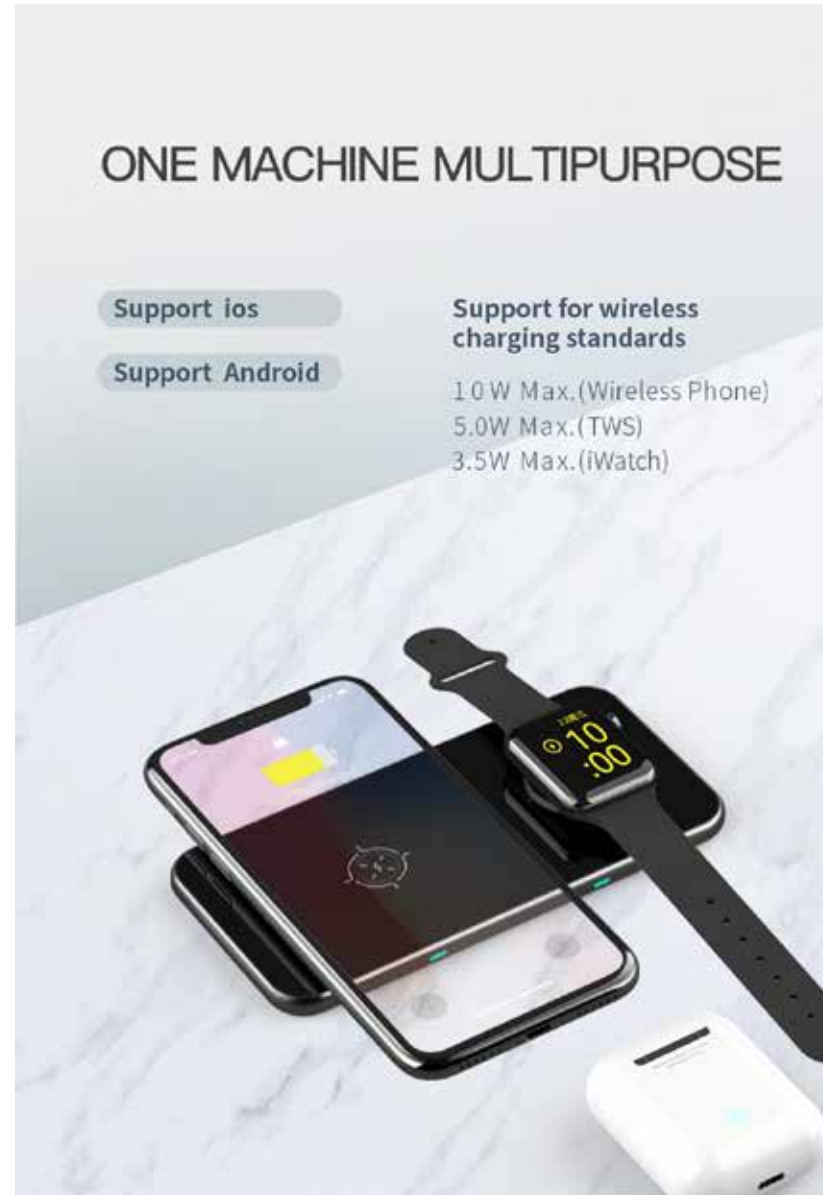 ONE MACHINE MULTIPURPOSE
Support ios
Support Android
Support for wireless
charging standards
10W Max.(Wireless Phone)
5.0W Max.(TWS)
3.5W Max.(iWatch)
10
:00